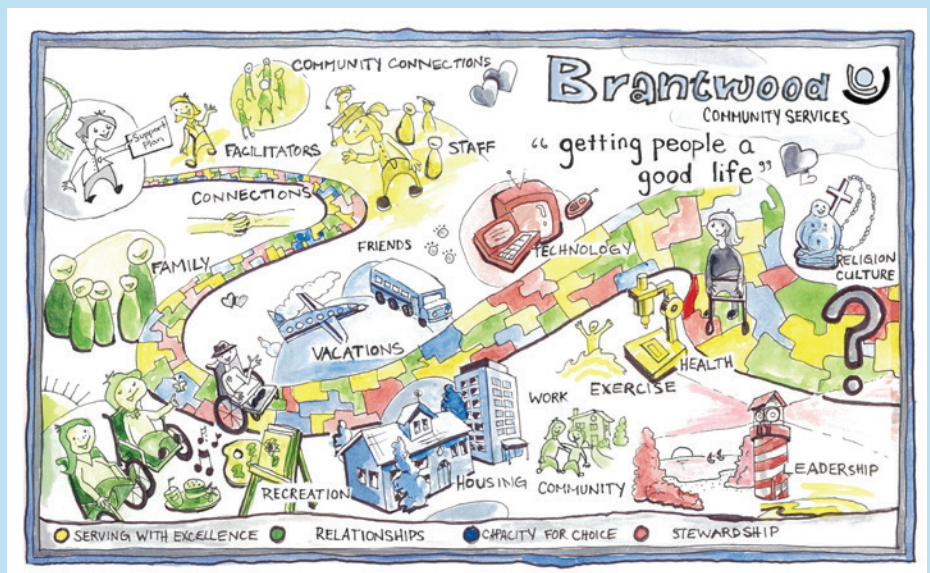 COMMUNITY CONNECTIONS
Brantwood
COMMUNITY SERVICES
"getting people a
good life"
Support
Plan
FACILITATORS
STAFF
CONNECTIONS
FAMILY
FRIENDS
TECHNOLOGY
RELIGION
CULTURE
VACATIONS
?
HEALTH
EXERCISE
WORK
RECREATION
HOUSING
COMMUNITY
LEADERSHIP
SERVING WITH EXCELLENCE
RELATIONSHIPS
CAPACITY FOR CHOICE
STEWARDSHIP